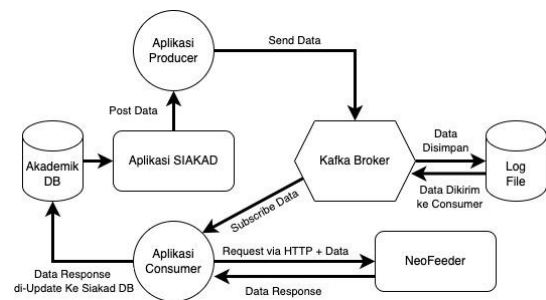 Aplikasi
Producer
Send Data
Post Data
Akademik
DB
Aplikasi SIAKAD
Kafka Broker
Data
Disimpan
Log
File
Data Dikirim
ke Consumer
Subscribe Data
Aplikasi
Consumer
Request via HTTP + Data
NeoFeeder
Data Response
Data Response
di-Update Ke Siakad DB